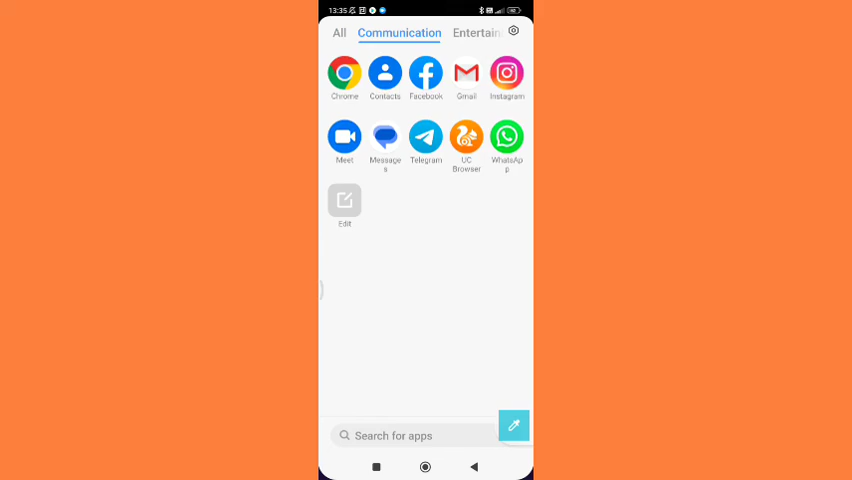 13:35
All Communication Entertain
Chrome Contacts Facebook Gmail Instagram
Meet Message Telegram UC WhatsAp
s Browser p
Edit
Search for apps